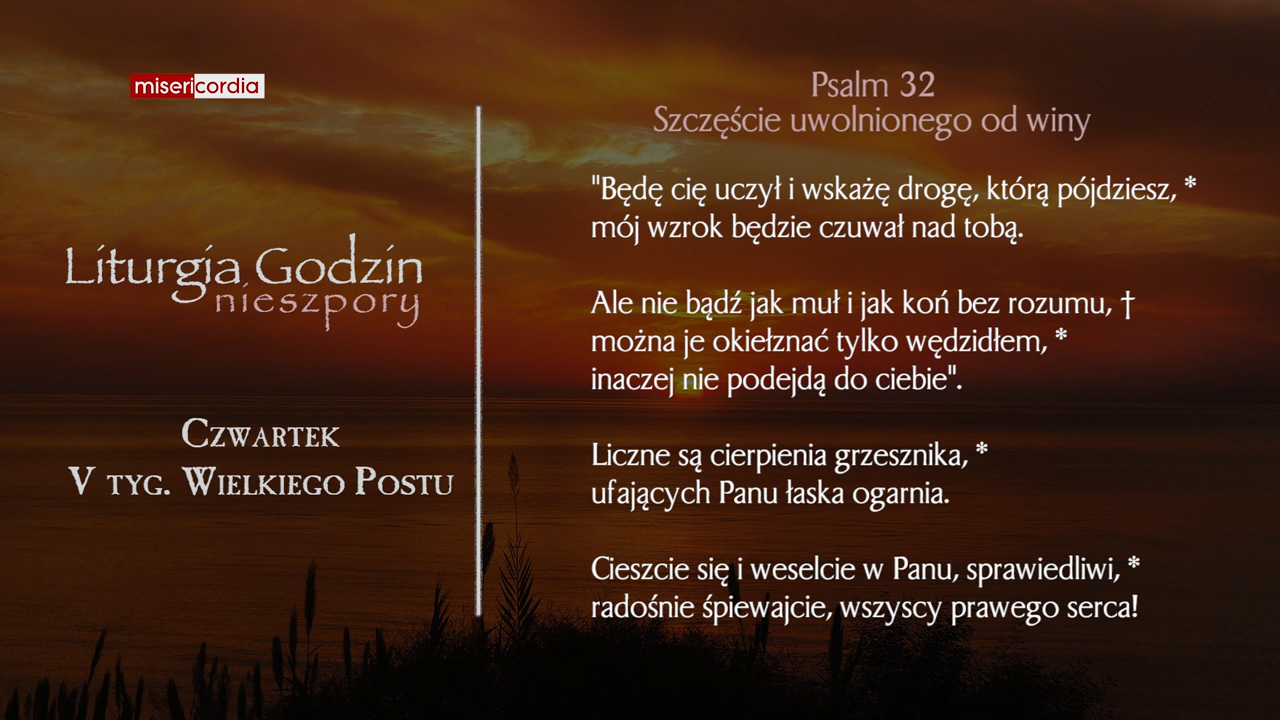 misericordia
Liturgia Godzin
nieszpory
Czwartek
V tyg. Wielkiego Postu
Psalm 32
Szczęście uwolnionego od winy
"Będę cię uczył i wskażę drogę, którą pójdziesz, *
mój wzrok będzie czuwał nad tobą.
Ale nie bądź jak muł i jak koń bez rozumu, †
można je okiełznać tylko wędzidłem, *
inaczej nie podejdą do ciebie".
Liczne są cierpienia grzesznika, *
ufających Panu łaska ogarnia.
Cieszcie się i weselcie w Panu, sprawiedliwi, *
radośnie śpiewajcie, wszyscy prawego serca!